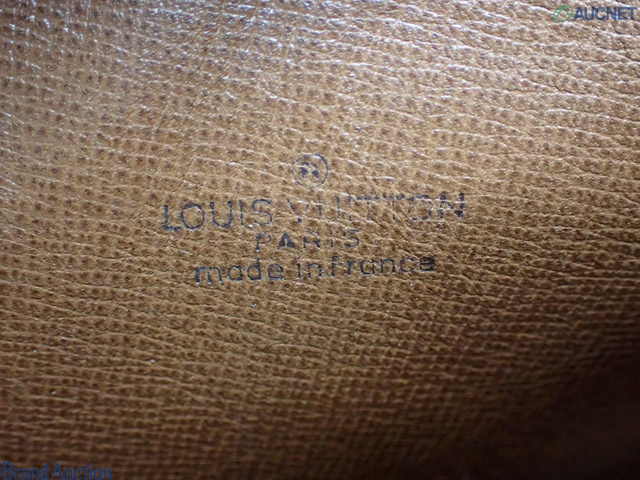 AUCNET
®
LOUIS VUITTON
PARIS
made in france
Brand Auction